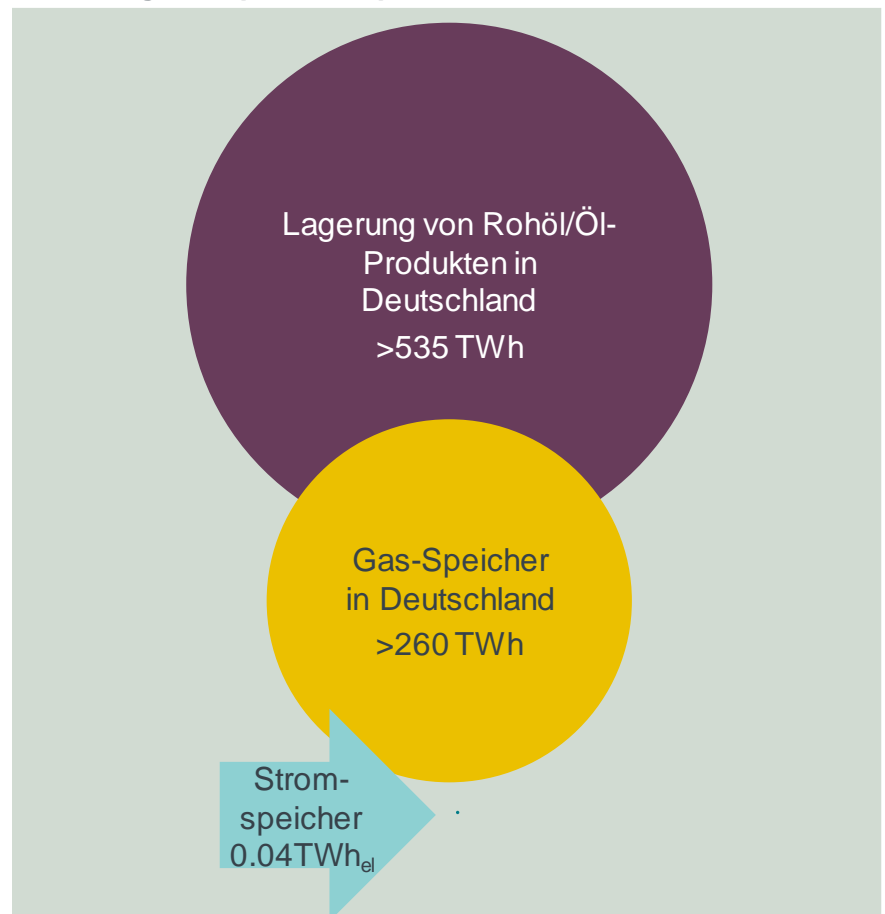 Lagerung von Rohöl/Öl-
Produkten in
Deutschland
>535 TWh
Gas-Speicher
in Deutschland
>260 TWh
Strom-
speicher
0.04TWhel